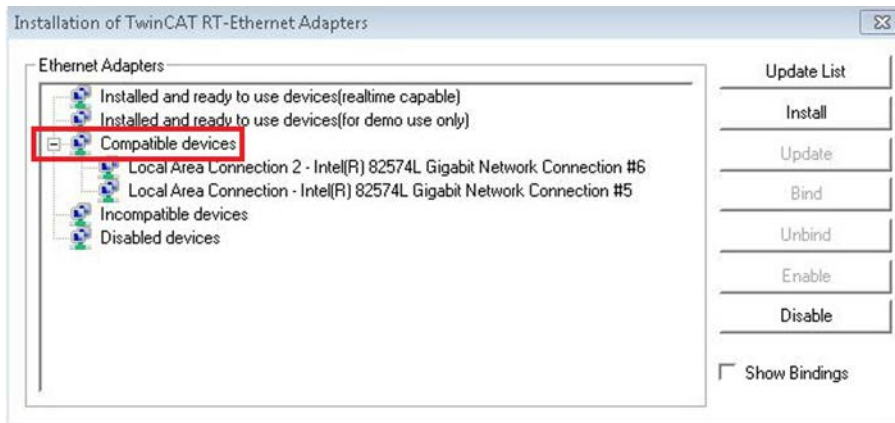 Installation of TwinCAT RT-Ethernet Adapters
Ethernet Adapters
Installed and ready to use devices(realtime capable)
Installed and ready to use devices(for demo use only)
Compatible devices
Local Area Connection 2 - Intel(R) 82574L Gigabit Network Connection #6
Local Area Connection - Intel(R) 82574L Gigabit Network Connection #5
Incompatible devices
Disabled devices
Update List
Install
Update
Bind
Unbind
Enable
Disable
Show Bindings